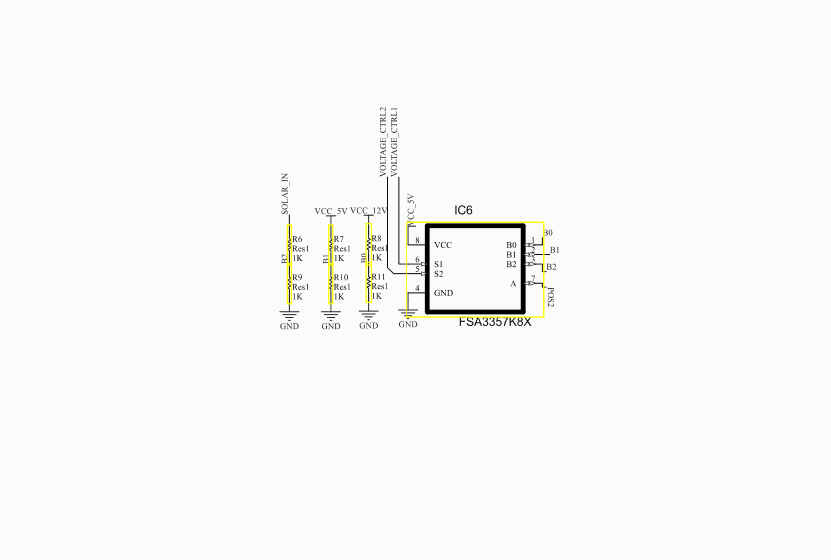 VOLTAGE_CTRL2
VOLTAGE_CTRL1
SOLAR_IN
VCC_5V
VCC_12V
VCC_5V
IC6
R6
Res1
1K
B2
R9
Res1
1K
GND
R7
Res1
1K
B1
R10
Res1
1K
GND
R8
Res1
1K
B0
R11
Res1
1K
GND
8
VCC
6
S1
5
S2
4
GND
GND
B0
1
B0
B1
2
B1
B2
3
B2
A
7
POS2
FSA3357K8X